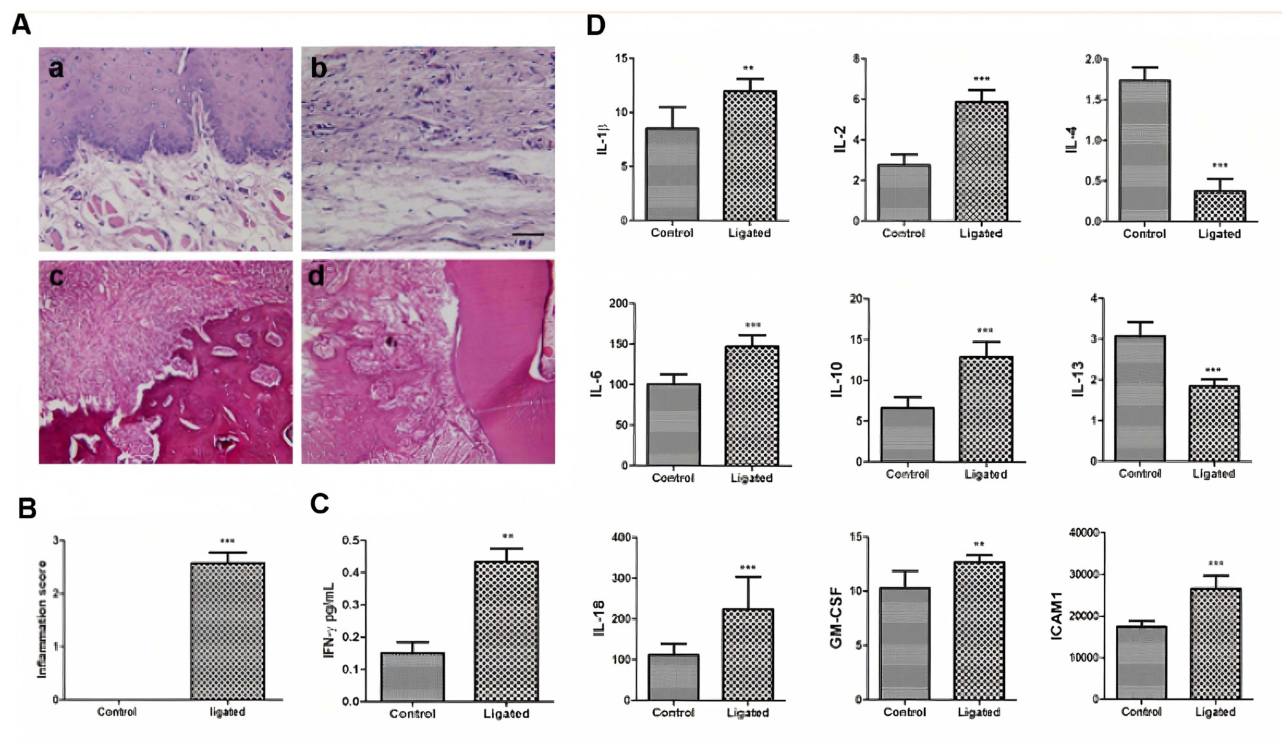 A
a
b
c
d
B
Inflammation score
3
2
1
0
***
Control
ligated
C
IFN-γ pg/mL
0.5
0.4
0.3
0.2
0.1
0.0
**
Control
Ligated
D
IL-1β
15
10
5
0
**
Control
Ligated
IL-2
8
6
4
2
0
***
Control
Ligated
IL-4
2.0
1.5
1.0
0.5
0.0
***
Control
Ligated
IL-6
200
150
100
50
0
***
Control
Ligated
IL-10
20
15
10
5
0
***
Control
Ligated
IL-13
4
3
2
1
0
***
Control
Ligated
IL-18
400
300
200
100
0
***
Control
Ligated
GM-CSF
15
10
5
0
**
Control
Ligated
ICAM1
40000
30000
20000
10000
0
***
Control
Ligated